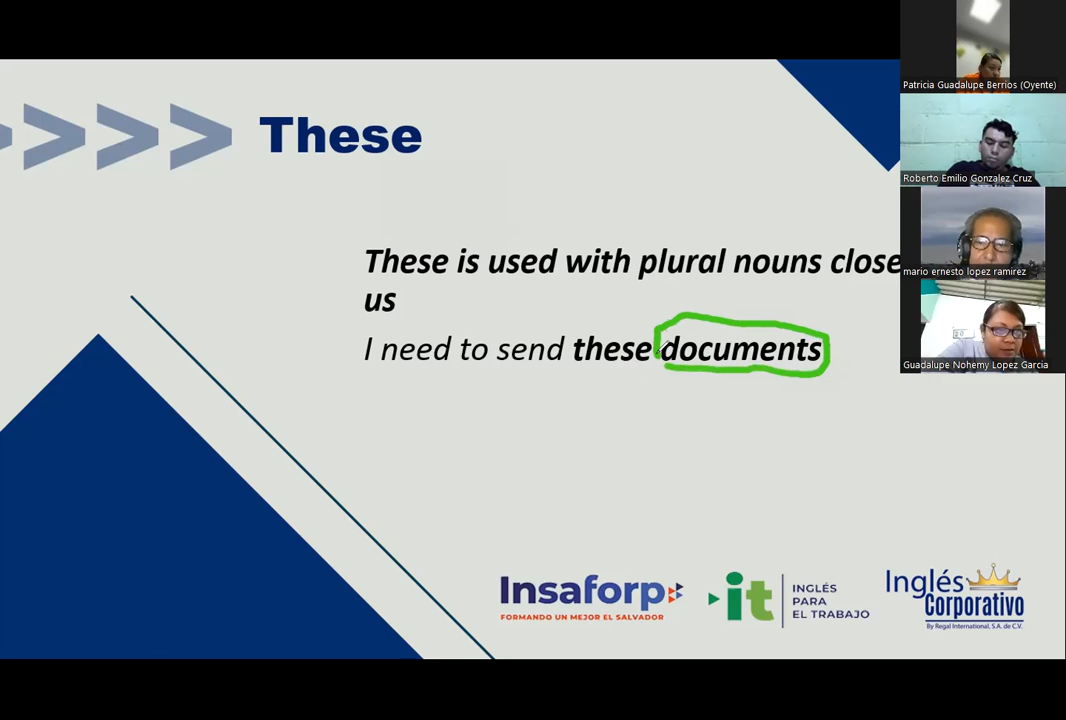 These
These is used with plural nouns close
us
I need to send these documents
Insaforp
FORMANDO UN MEJOR EL SALVADOR
it
INGLÉS
PARA
EL TRABAJO
Inglés
Corporativo
By Regal International, S.A. de C.V.
Patricia Guadalupe Berrios (Oyente)
Roberto Emilio Gonzalez Cruz
mario ernesto lopez ramirez
Guadalupe Nohemy Lopez Garcia